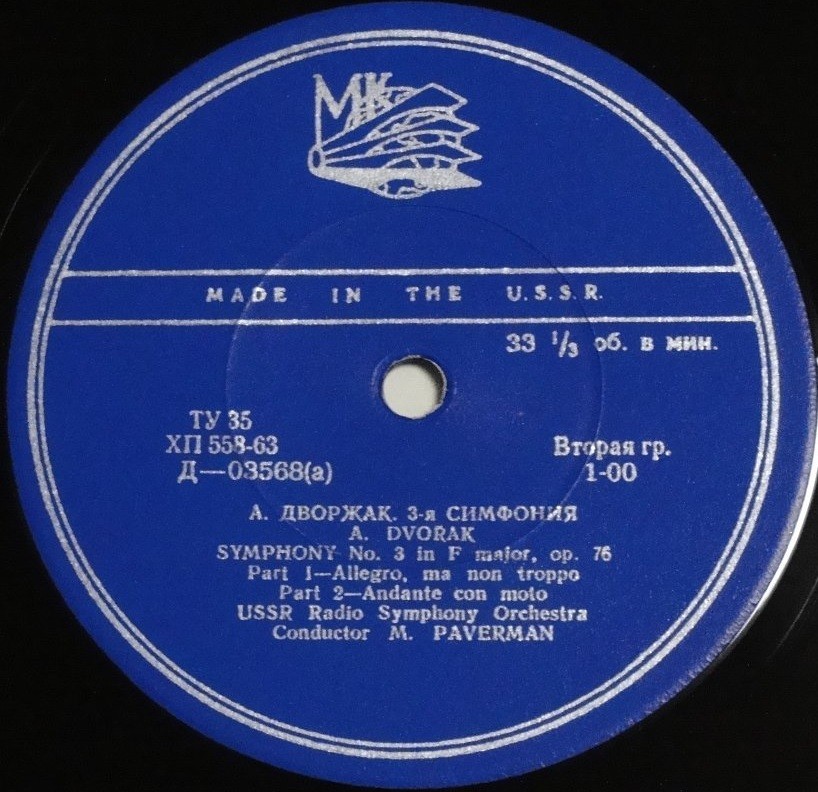 МК
MADE IN THE U.S.S.R.
33 1/3 об. в мин.
ТУ 35
ХП 558-63
Д—03568(а)
Вторая гр.
1-00
А. ДВОРЖАК. 3-я СИМФОНИЯ
A. DVOŘAK
SYMPHONY No. 3 in F major, op. 76
Part 1—Allegro, ma non troppo
Part 2—Andante con moto
USSR Radio Symphony Orchestra
Conductor M. PAVERMAN